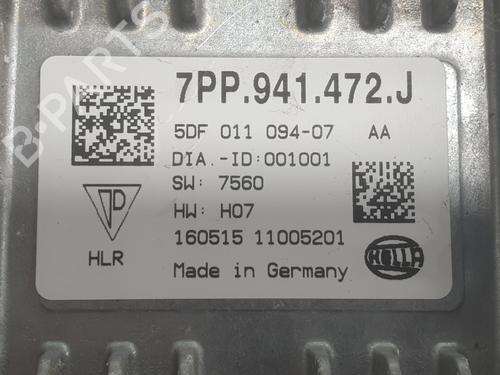 7PP.941.472.J
5DF 011 094-07 AA
DIA.-ID:001001
SW: 7560
HW: H07
HLR
160515 11005201
Made in Germany
HELLA
B-PARTS